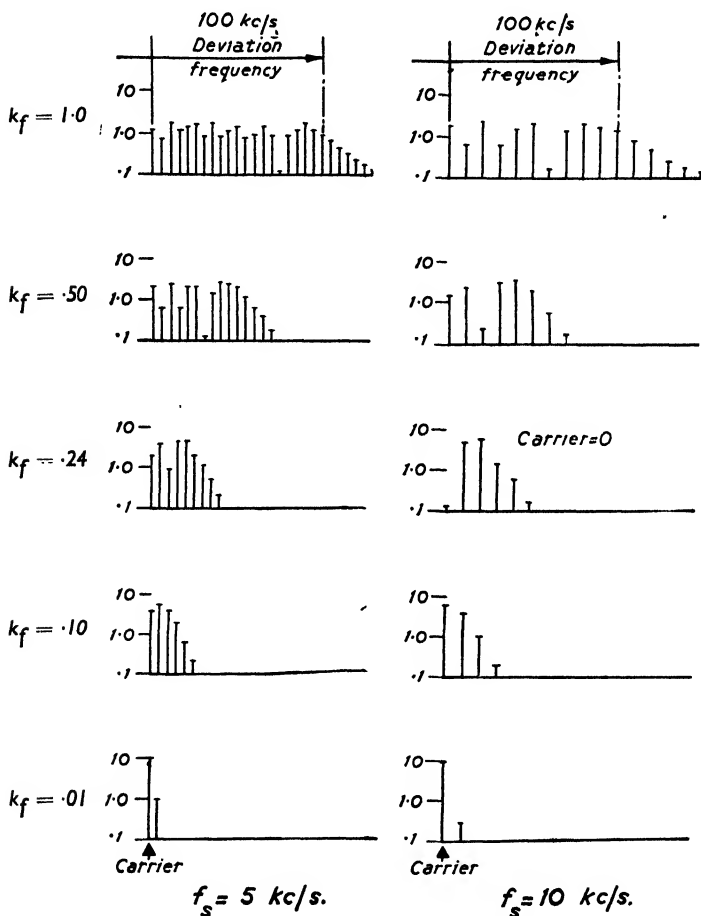 100 kc/s
Deviation
frequency
100 kc/s
Deviation
frequency
k_f = 1·0
10
1·0
·1
10
1·0
·1
k_f = ·50
10
1·0
·1
10
1·0
·1
k_f = ·24
10
1·0
·1
10
1·0
·1
Carrier=0
k_f = ·10
10
1·0
·1
10
1·0
·1
k_f = ·01
10
1·0
·1
10
1·0
·1
Carrier
Carrier
f_s = 5 kc/s.
f_s = 10 kc/s.